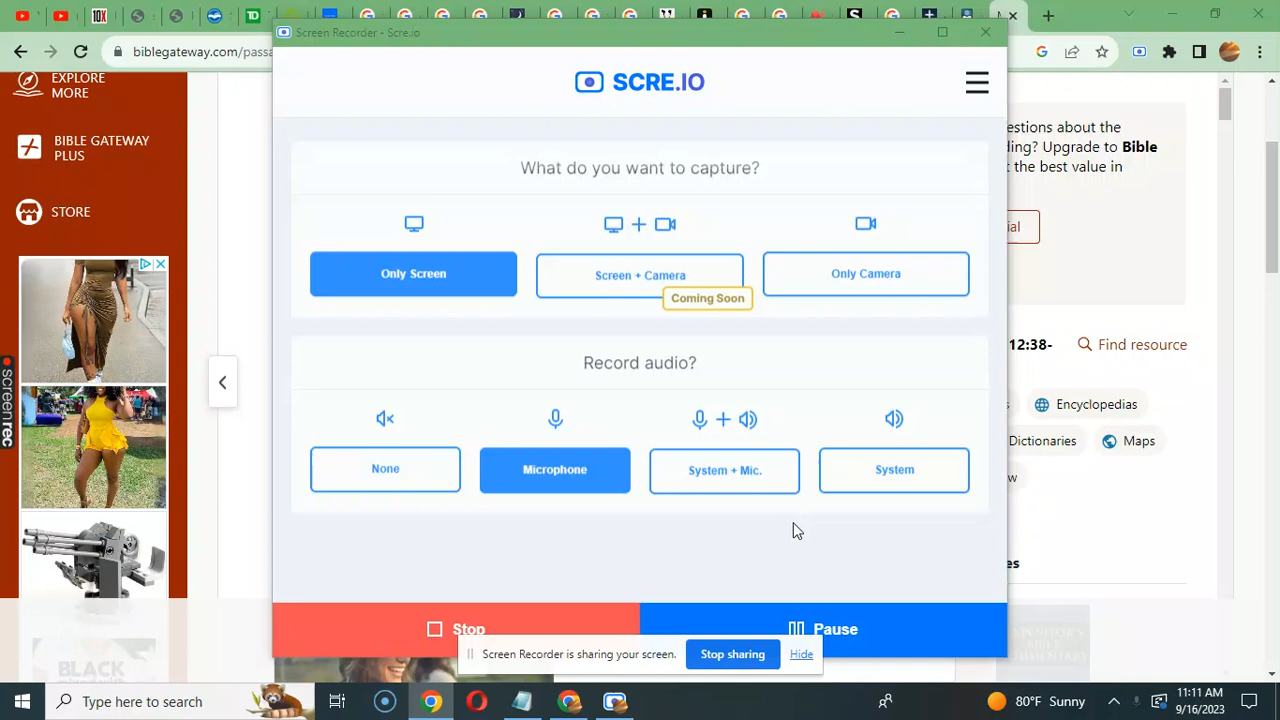 10X
biblegateway.com/passa
Screen Recorder - Scre.io
SCRE.IO
EXPLORE
MORE
BIBLE GATEWAY
PLUS
STORE
screenrec
What do you want to capture?
Only Screen
Screen + Camera
Coming Soon
Only Camera
Record audio?
None
Microphone
System + Mic.
System
Stop
Pause
Screen Recorder is sharing your screen.
Stop sharing
Hide
estions about the
ding? Upgrade to Bible
t the best value in
ial
12:38-
Find resource
s
Encyclopedias
Dictionaries
Maps
w
es
BLACK
Type here to search
80°F Sunny
11:11 AM
9/16/2023